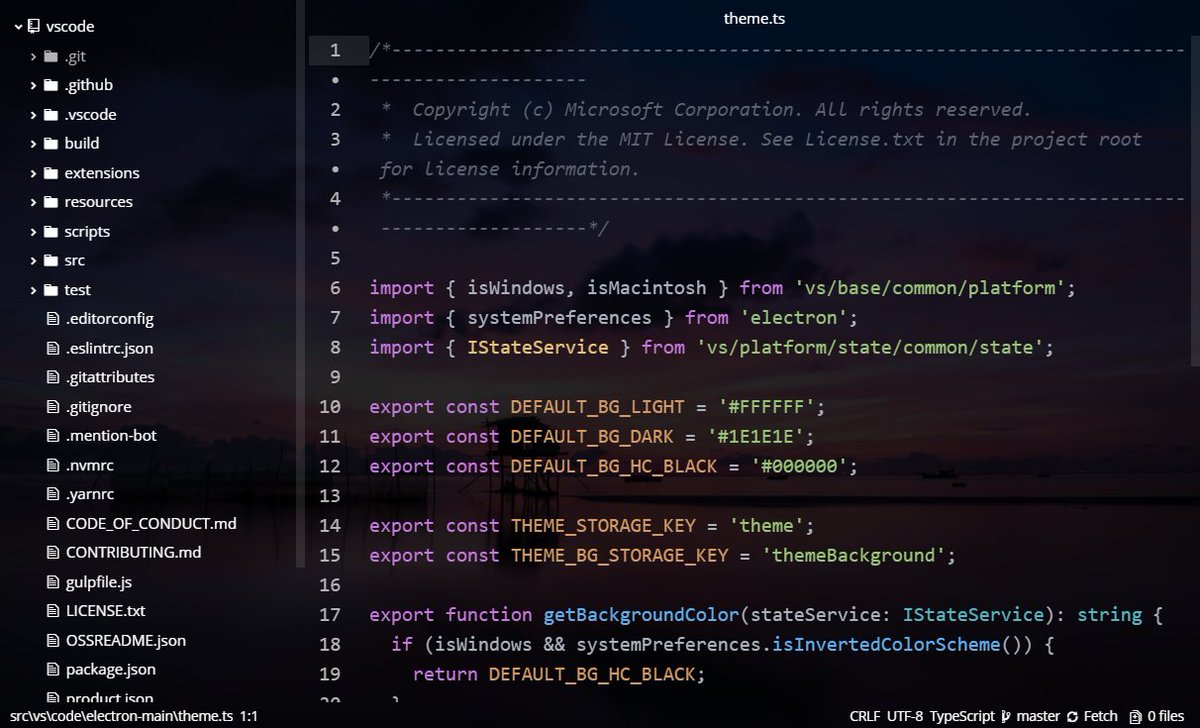 vscode
.git
.github
.vscode
build
extensions
resources
scripts
src
test
.editorconfig
.eslintrc.json
.gitattributes
.gitignore
.mention-bot
.nvmrc
.yarnrc
CODE_OF_CONDUCT.md
CONTRIBUTING.md
gulpfile.js
LICENSE.txt
OSSREADME.json
package.json
product.json
theme.ts
1 /*--------------------------------------------------------------------------
• --------------------
2 * Copyright (c) Microsoft Corporation. All rights reserved.
3 * Licensed under the MIT License. See License.txt in the project root
• for license information.
4 *--------------------------------------------------------------------------
• -------------------*/
5
6 import { isWindows, isMacintosh } from 'vs/base/common/platform';
7 import { systemPreferences } from 'electron';
8 import { IStateService } from 'vs/platform/state/common/state';
9
10 export const DEFAULT_BG_LIGHT = '#FFFFFF';
11 export const DEFAULT_BG_DARK = '#1E1E1E';
12 export const DEFAULT_BG_HC_BLACK = '#000000';
13
14 export const THEME_STORAGE_KEY = 'theme';
15 export const THEME_BG_STORAGE_KEY = 'themeBackground';
16
17 export function getBackgroundColor(stateService: IStateService): string {
18 if (isWindows && systemPreferences.isInvertedColorScheme()) {
19 return DEFAULT_BG_HC_BLACK;
20 }
src\vs\code\electron-main\theme.ts 1:1
CRLF UTF-8 TypeScript master Fetch 0 files